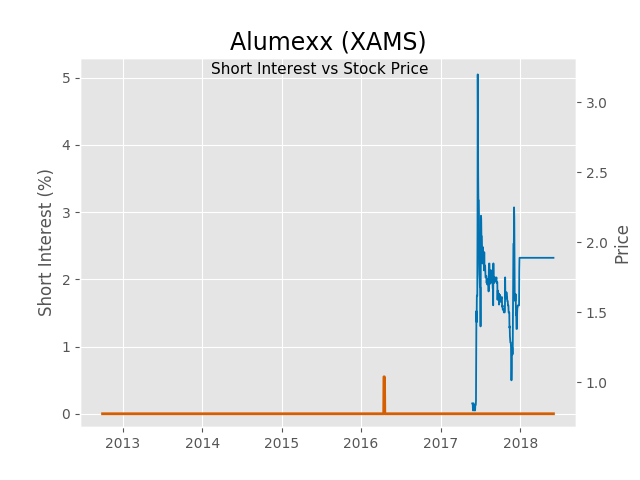 Alumexx (XAMS)
Short Interest vs Stock Price
Short Interest (%)
5
4
3
2
1
0
3.0
2.5
2.0
1.5
1.0
Price
2013 2014 2015 2016 2017 2018